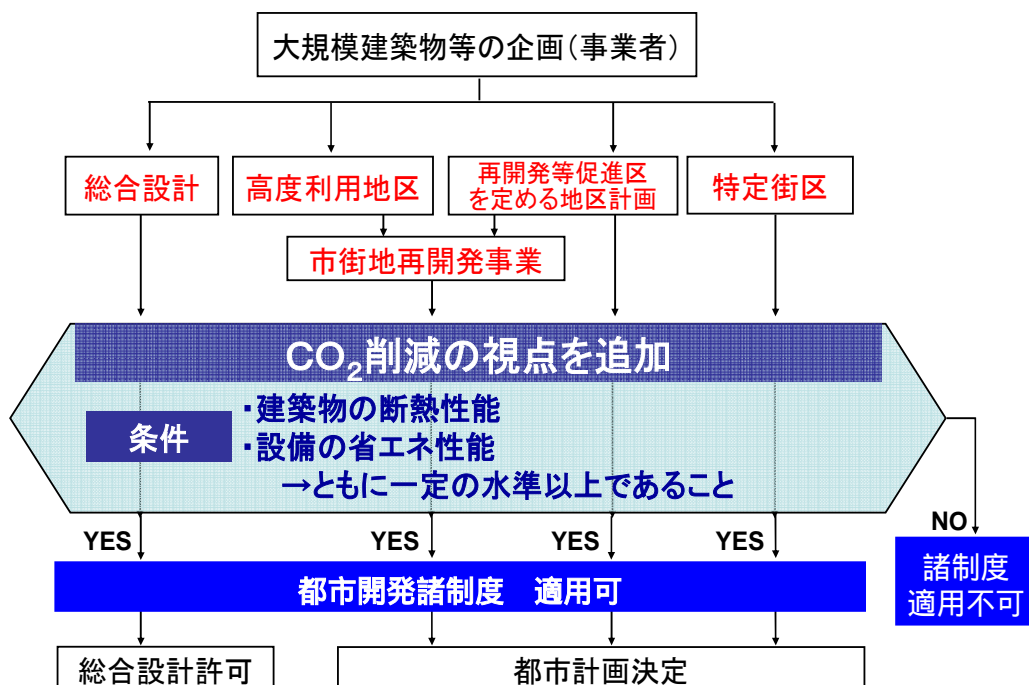 大規模建築物等の企画(事業者)
総合設計
高度利用地区
再開発等促進区
を定める地区計画
特定街区
市街地再開発事業
CO₂削減の視点を追加
条件
・建築物の断熱性能
・設備の省エネ性能
→ともに一定の水準以上であること
YES
YES
YES
YES
NO
都市開発諸制度　適用可
諸制度
適用不可
総合設計許可
都市計画決定